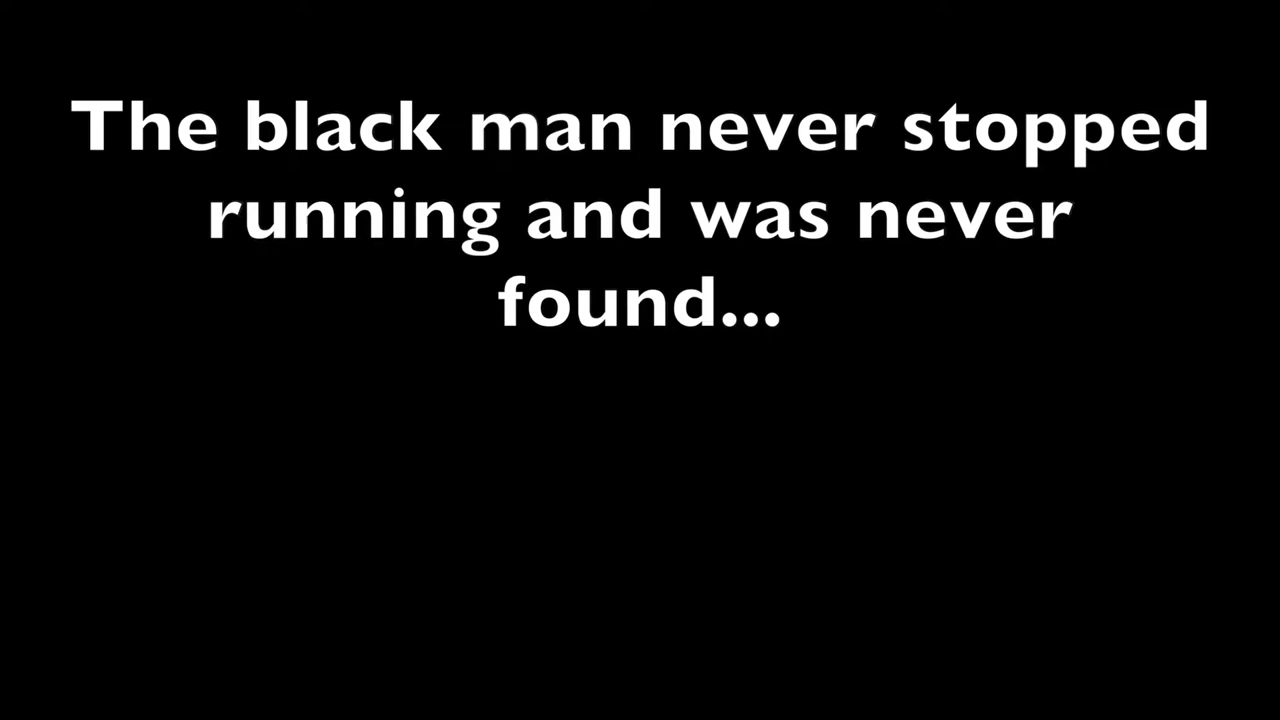 The black man never stopped
running and was never
found...